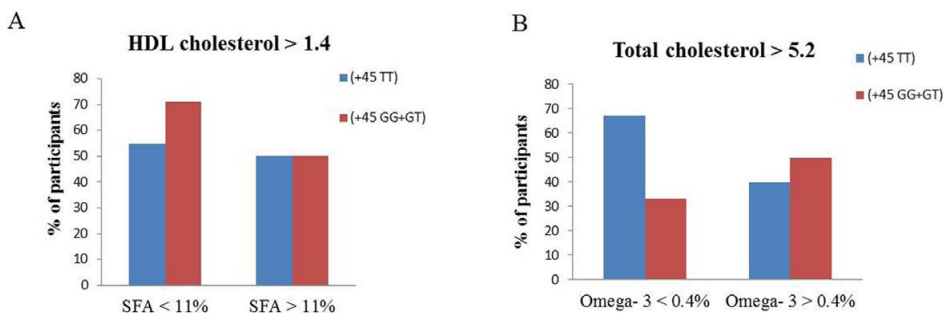 A
HDL cholesterol > 1.4
(+45 TT)
(+45 GG+GT)
% of participants
80
70
60
50
40
30
20
10
0
SFA < 11%
SFA > 11%
B
Total cholesterol > 5.2
(+45 TT)
(+45 GG+GT)
% of participants
80
70
60
50
40
30
20
10
0
Omega- 3 < 0.4%
Omega- 3 > 0.4%